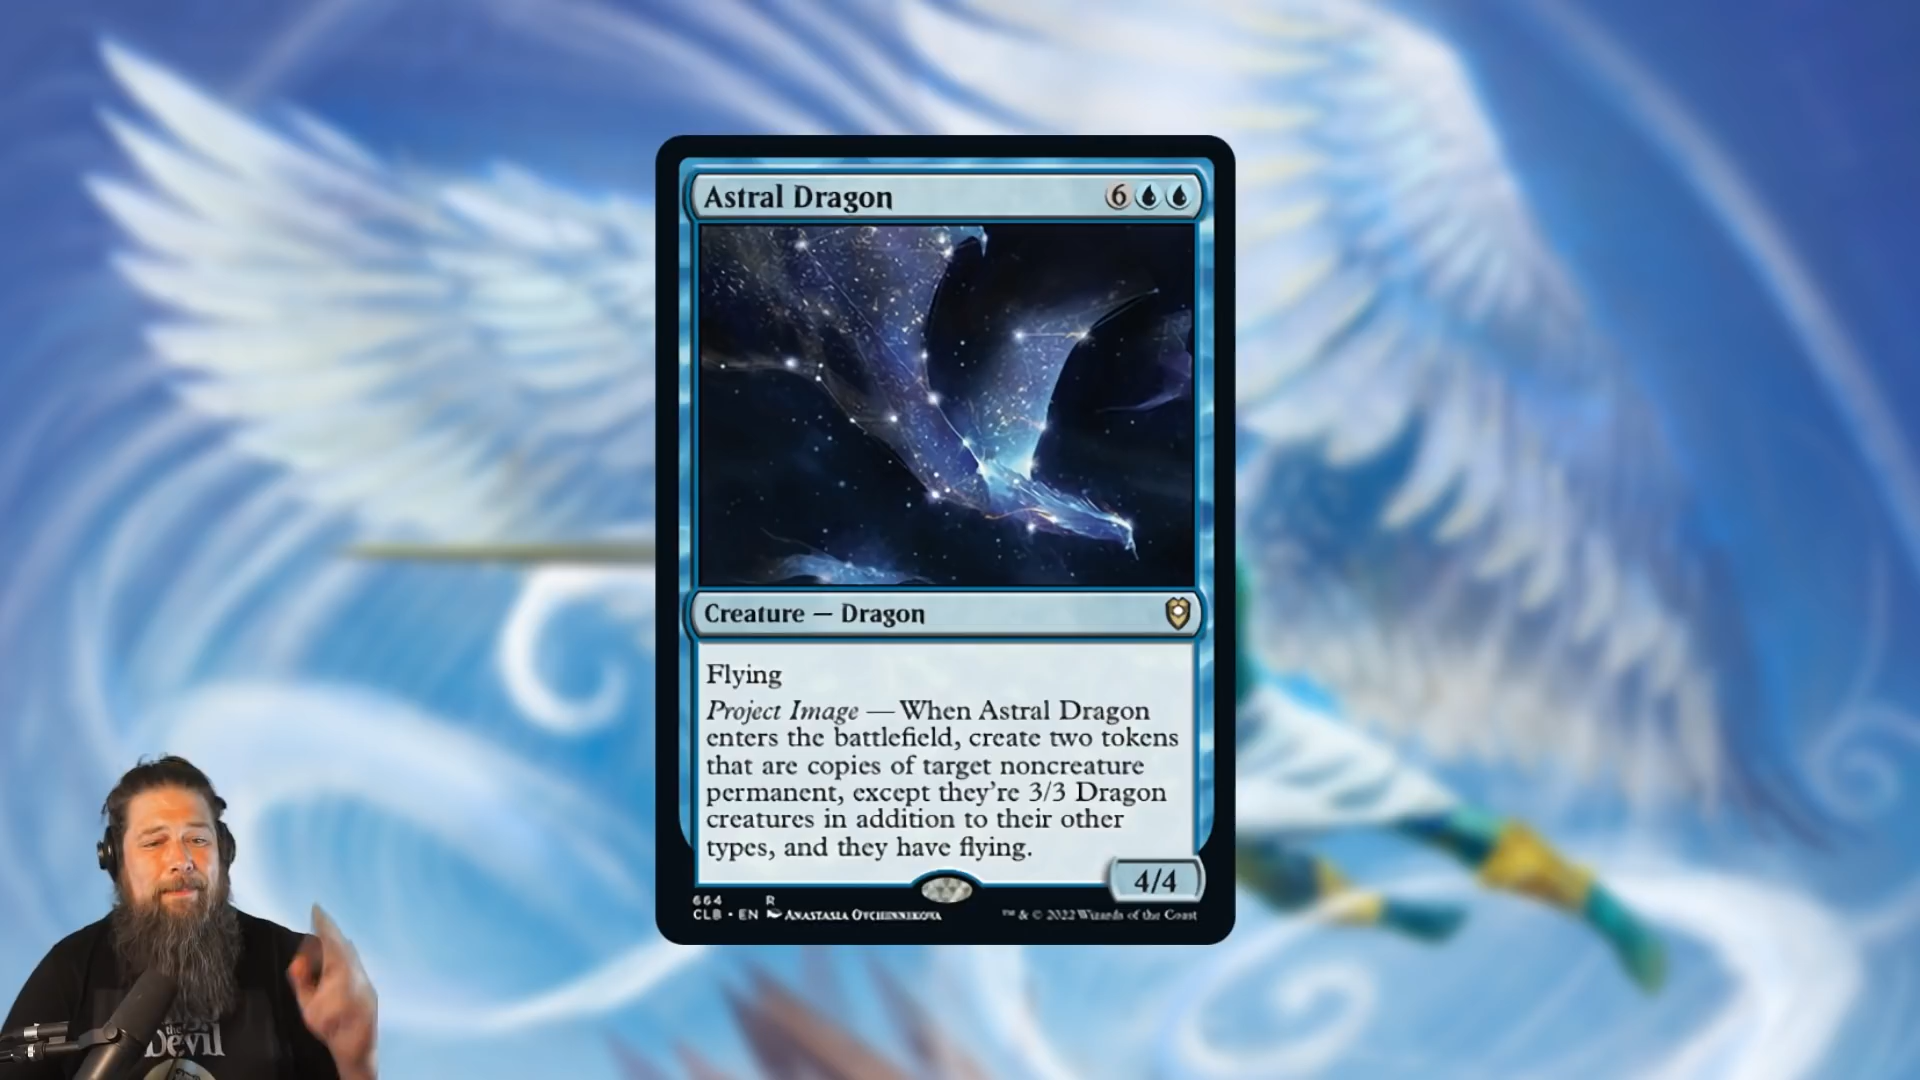 Astral Dragon
6
Creature — Dragon
Flying
Project Image — When Astral Dragon
enters the battlefield, create two tokens
that are copies of target noncreature
permanent, except they're 3/3 Dragon
creatures in addition to their other
types, and they have flying.
4/4
664 R
CLB • EN ANASTASIA OVCHINNIKOVA
™ & © 2022 Wizards of the Coast
the
Devil